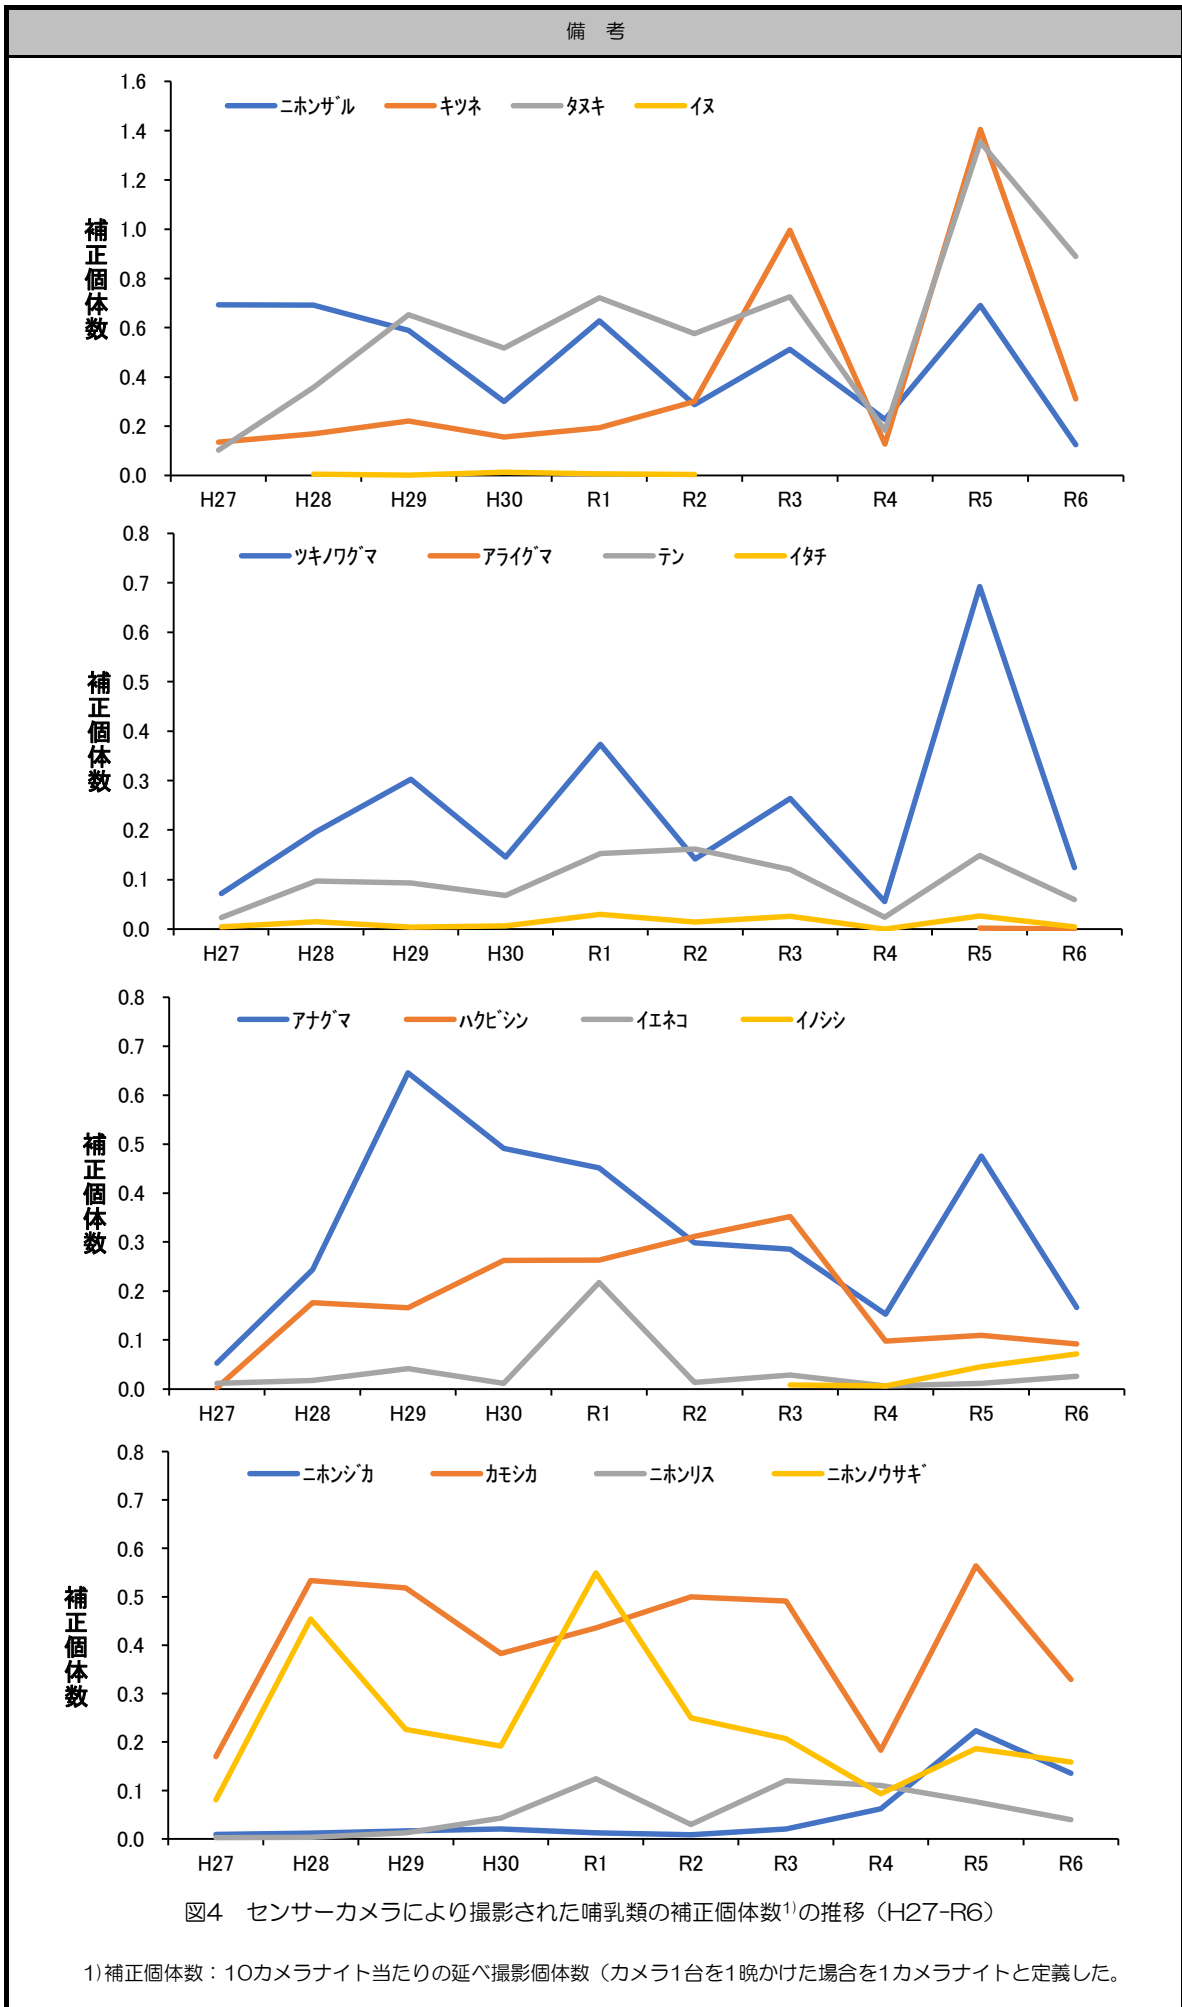 備 考
ニホンザル キツネ タヌキ イヌ
補正個体数
1.6
1.4
1.2
1.0
0.8
0.6
0.4
0.2
0.0
H27 H28 H29 H30 R1 R2 R3 R4 R5 R6
ツキノワグマ アライグマ テン イタチ
補正個体数
0.8
0.7
0.6
0.5
0.4
0.3
0.2
0.1
0.0
H27 H28 H29 H30 R1 R2 R3 R4 R5 R6
アナグマ ハクビシン イエネコ イノシシ
補正個体数
0.8
0.7
0.6
0.5
0.4
0.3
0.2
0.1
0.0
H27 H28 H29 H30 R1 R2 R3 R4 R5 R6
ニホンジカ カモシカ ニホンリス ニホンノウサギ
補正個体数
0.8
0.7
0.6
0.5
0.4
0.3
0.2
0.1
0.0
H27 H28 H29 H30 R1 R2 R3 R4 R5 R6
図4 センサーカメラにより撮影された哺乳類の補正個体数1)の推移（H27-R6）
1)補正個体数：10カメラナイト当たりの延べ撮影個体数（カメラ1台を1晩かけた場合を1カメラナイトと定義した。